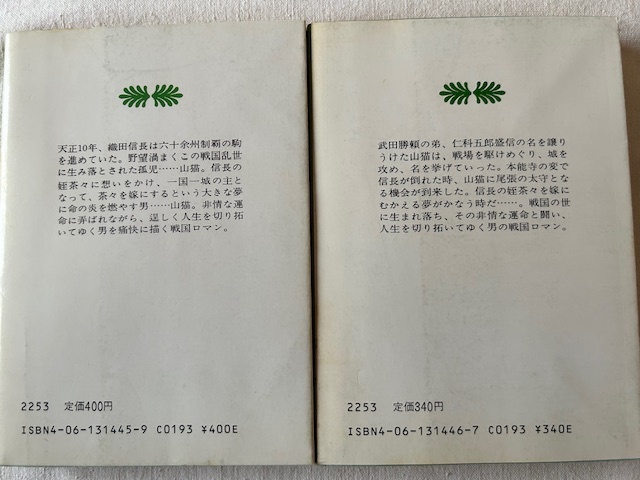 天正10年、織田信長は六十余州制覇の駒
を進めていた。野望渦まくこの戦国乱世
に生み落とされた孤児……山猫。信長の
姪茶々に想いをかけ、一国一城の主と
なって、茶々を嫁にするという大きな夢
に命の炎を燃やす男……山猫。非情な運
命に弄ばれながら、逞しく人生を切り拓
いてゆく男を痛快に描く戦国ロマン。
2253 定価400円
ISBN4-06-131445-9 C0193 ¥400E
武田勝頼の弟、仁科五郎盛信の名を譲り
うけた山猫は、戦場を駆けめぐり、城を
攻め、名を挙げていった。本能寺の変で
信長が倒れた時、山猫に尾張の太守とな
る機会が到来した。信長の姪茶々を嫁に
むかえる夢がかなう時だ……。戦国の世
に生まれ落ち、その非情な運命と闘い、
人生を切り拓いてゆく男の戦国ロマン。
2253 定価340円
ISBN4-06-131446-7 C0193 ¥340E